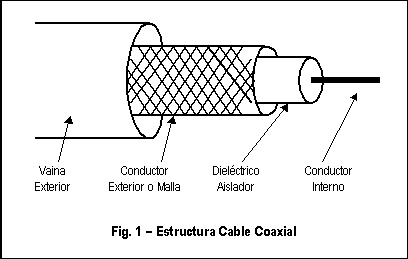 Vaina
Exterior
Conductor
Exterior o Malla
Dieléctrico
Aislador
Conductor
Interno
Fig. 1 – Estructura Cable Coaxial